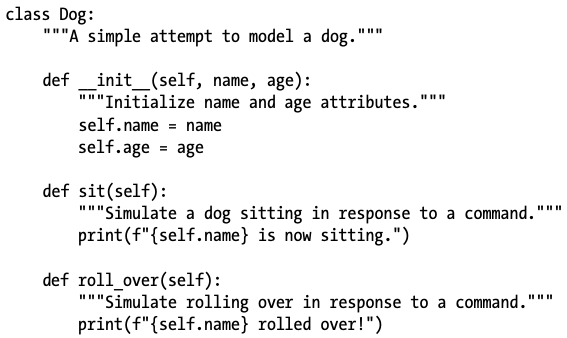 class Dog:
    """A simple attempt to model a dog."""

    def __init__(self, name, age):
        """Initialize name and age attributes."""
        self.name = name
        self.age = age

    def sit(self):
        """Simulate a dog sitting in response to a command."""
        print(f"{self.name} is now sitting.")

    def roll_over(self):
        """Simulate rolling over in response to a command."""
        print(f"{self.name} rolled over!")